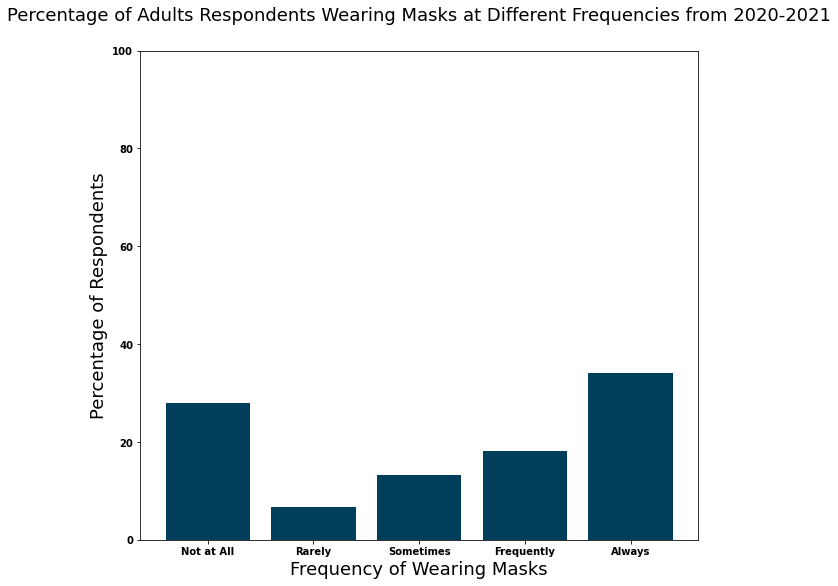 Percentage of Adults Respondents Wearing Masks at Different Frequencies from 2020-2021
100
80
60
40
20
0
Percentage of Respondents
Not at All
Rarely
Sometimes
Frequently
Always
Frequency of Wearing Masks